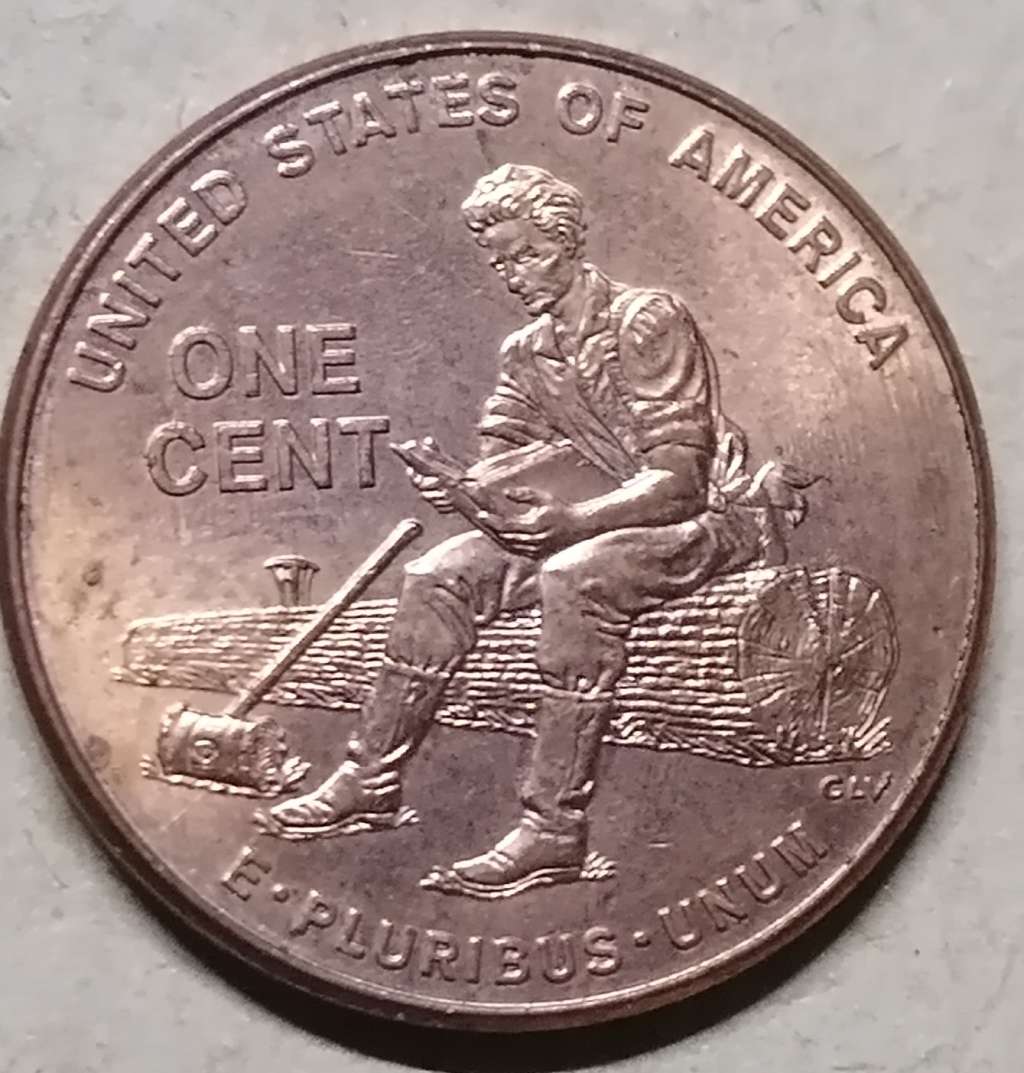 UNITED STATES OF AMERICA
ONE
CENT
GLV
E·PLURIBUS·UNUM